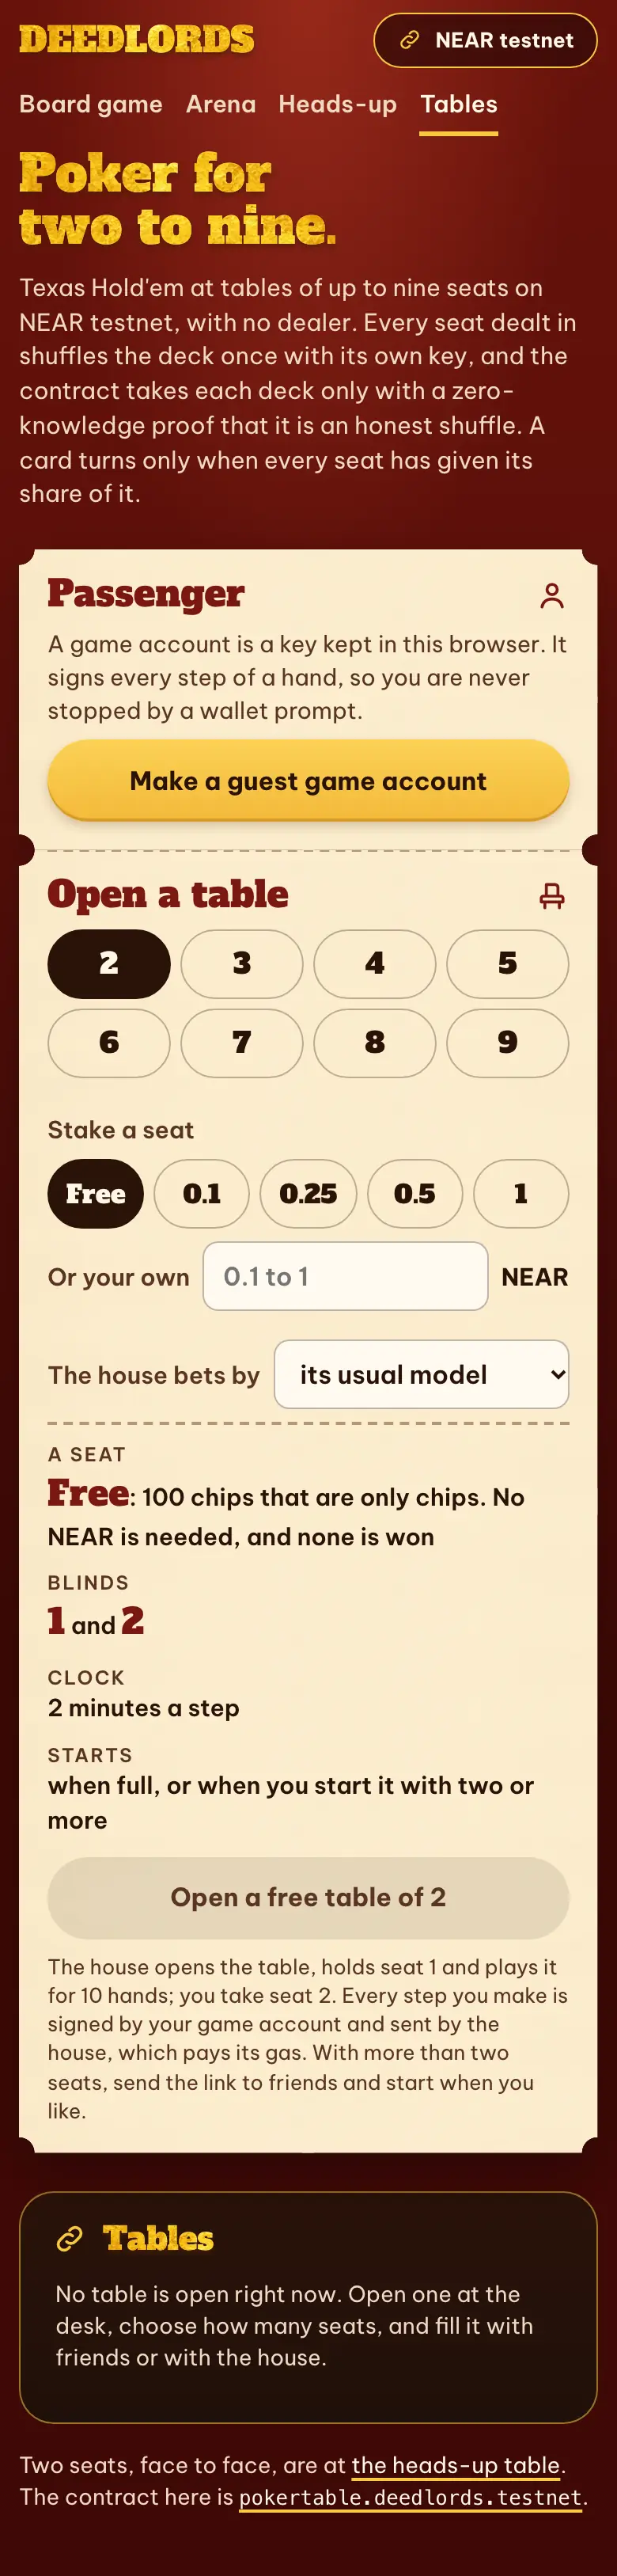 DEEDLORDS
NEAR testnet
Board game Arena Heads-up Tables
Poker for
two to nine.
Texas Hold'em at tables of up to nine seats on
NEAR testnet, with no dealer. Every seat dealt in
shuffles the deck once with its own key, and the
contract takes each deck only with a zero-
knowledge proof that it is an honest shuffle. A
card turns only when every seat has given its
share of it.
Passenger
A game account is a key kept in this browser. It
signs every step of a hand, so you are never
stopped by a wallet prompt.
Make a guest game account
Open a table
2 3 4 5
6 7 8 9
Stake a seat
Free 0.1 0.25 0.5 1
Or your own 0.1 to 1 NEAR
The house bets by its usual model
A SEAT
Free: 100 chips that are only chips. No
NEAR is needed, and none is won
BLINDS
1 and 2
CLOCK
2 minutes a step
STARTS
when full, or when you start it with two or
more
Open a free table of 2
The house opens the table, holds seat 1 and plays it
for 10 hands; you take seat 2. Every step you make is
signed by your game account and sent by the
house, which pays its gas. With more than two
seats, send the link to friends and start when you
like.
Tables
No table is open right now. Open one at the
desk, choose how many seats, and fill it with
friends or with the house.
Two seats, face to face, are at the heads-up table.
The contract here is pokertable.deedlords.testnet.